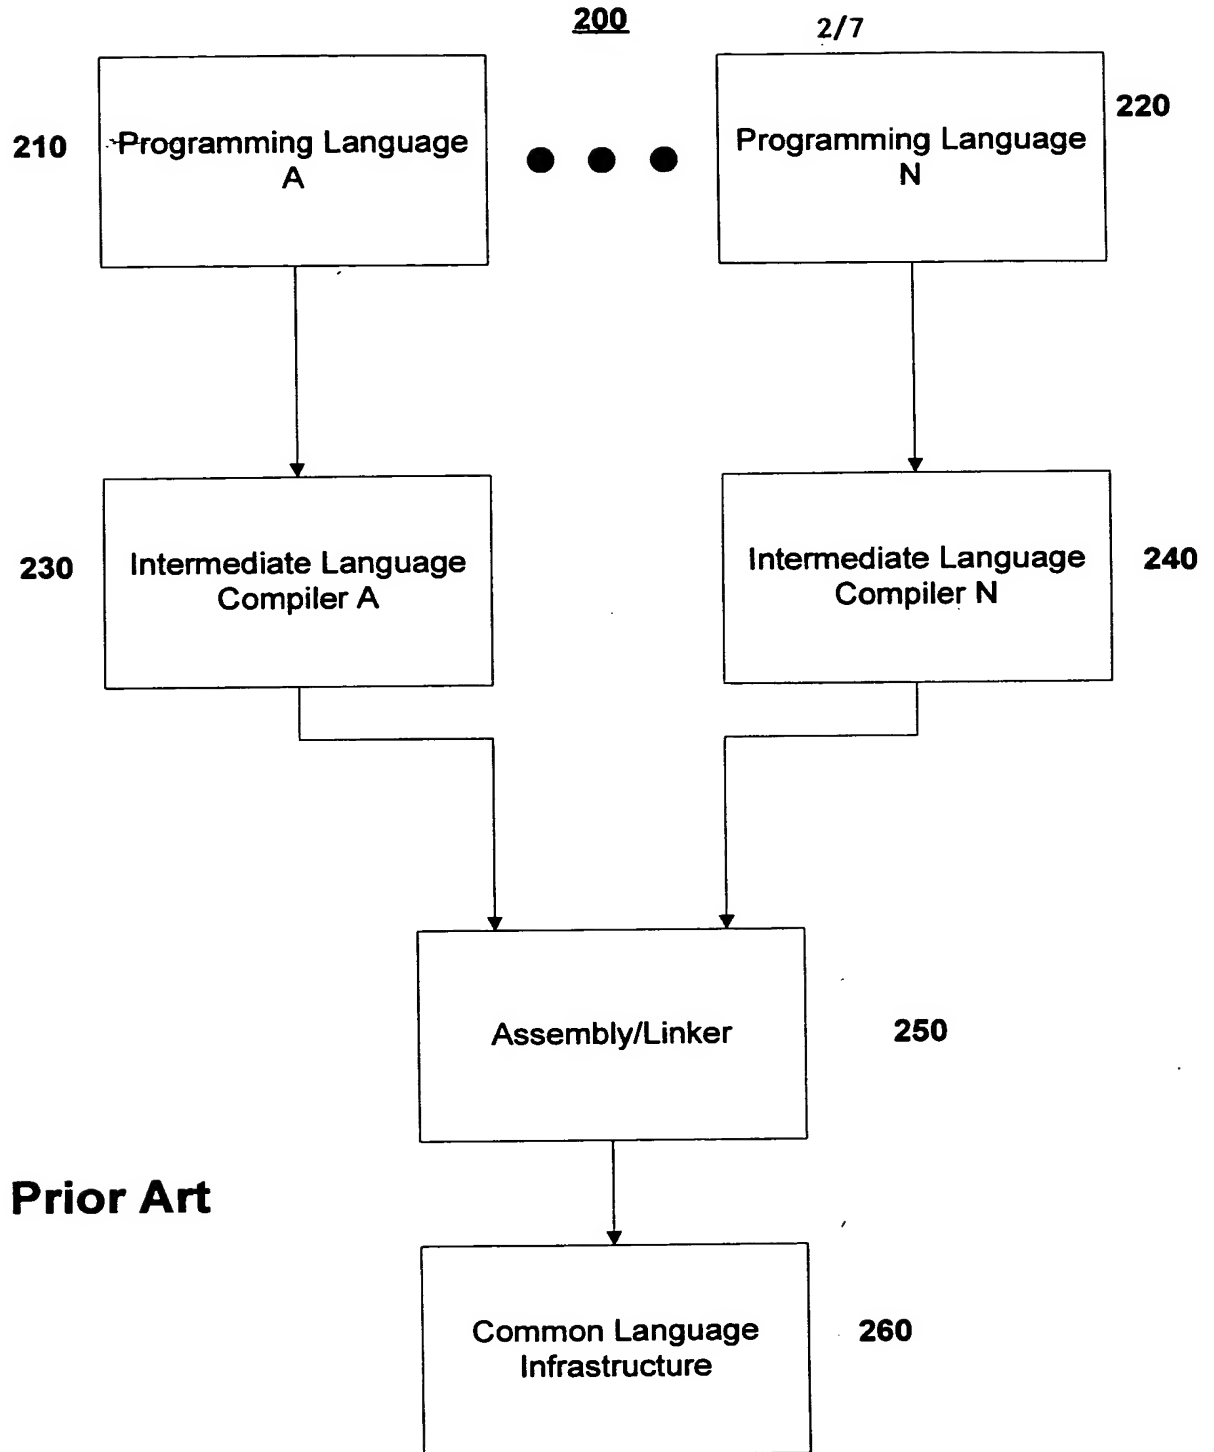 200
2/7
210
Programming Language
A
Programming Language
N
220
230
Intermediate Language
Compiler A
Intermediate Language
Compiler N
240
Assembly/Linker
250
Prior Art
Common Language
Infrastructure
260